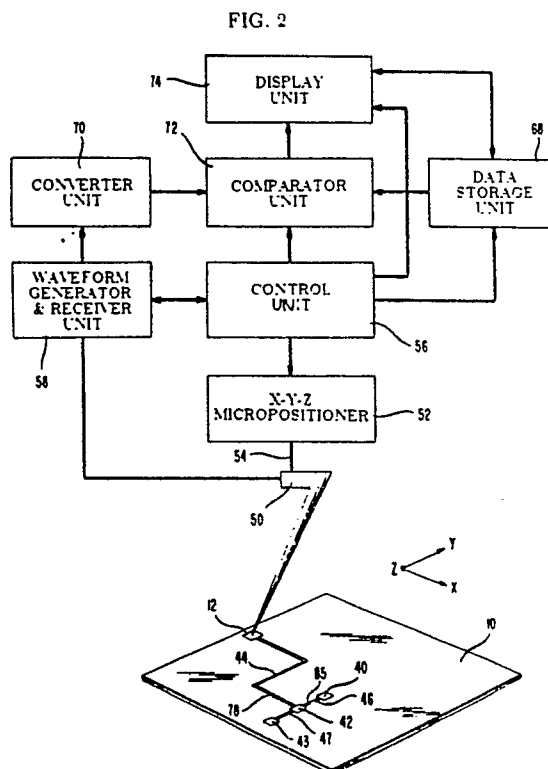 FIG. 2
74
DISPLAY
UNIT
70
72
68
CONVERTER
UNIT
COMPARATOR
UNIT
DATA
STORAGE
UNIT
WAVEFORM
GENERATOR
& RECEIVER
UNIT
CONTROL
UNIT
58
56
X-Y-Z
MICROPOSITIONER
52
54
50
Y
Z
X
12
10
44
85
40
46
78
42
43
47